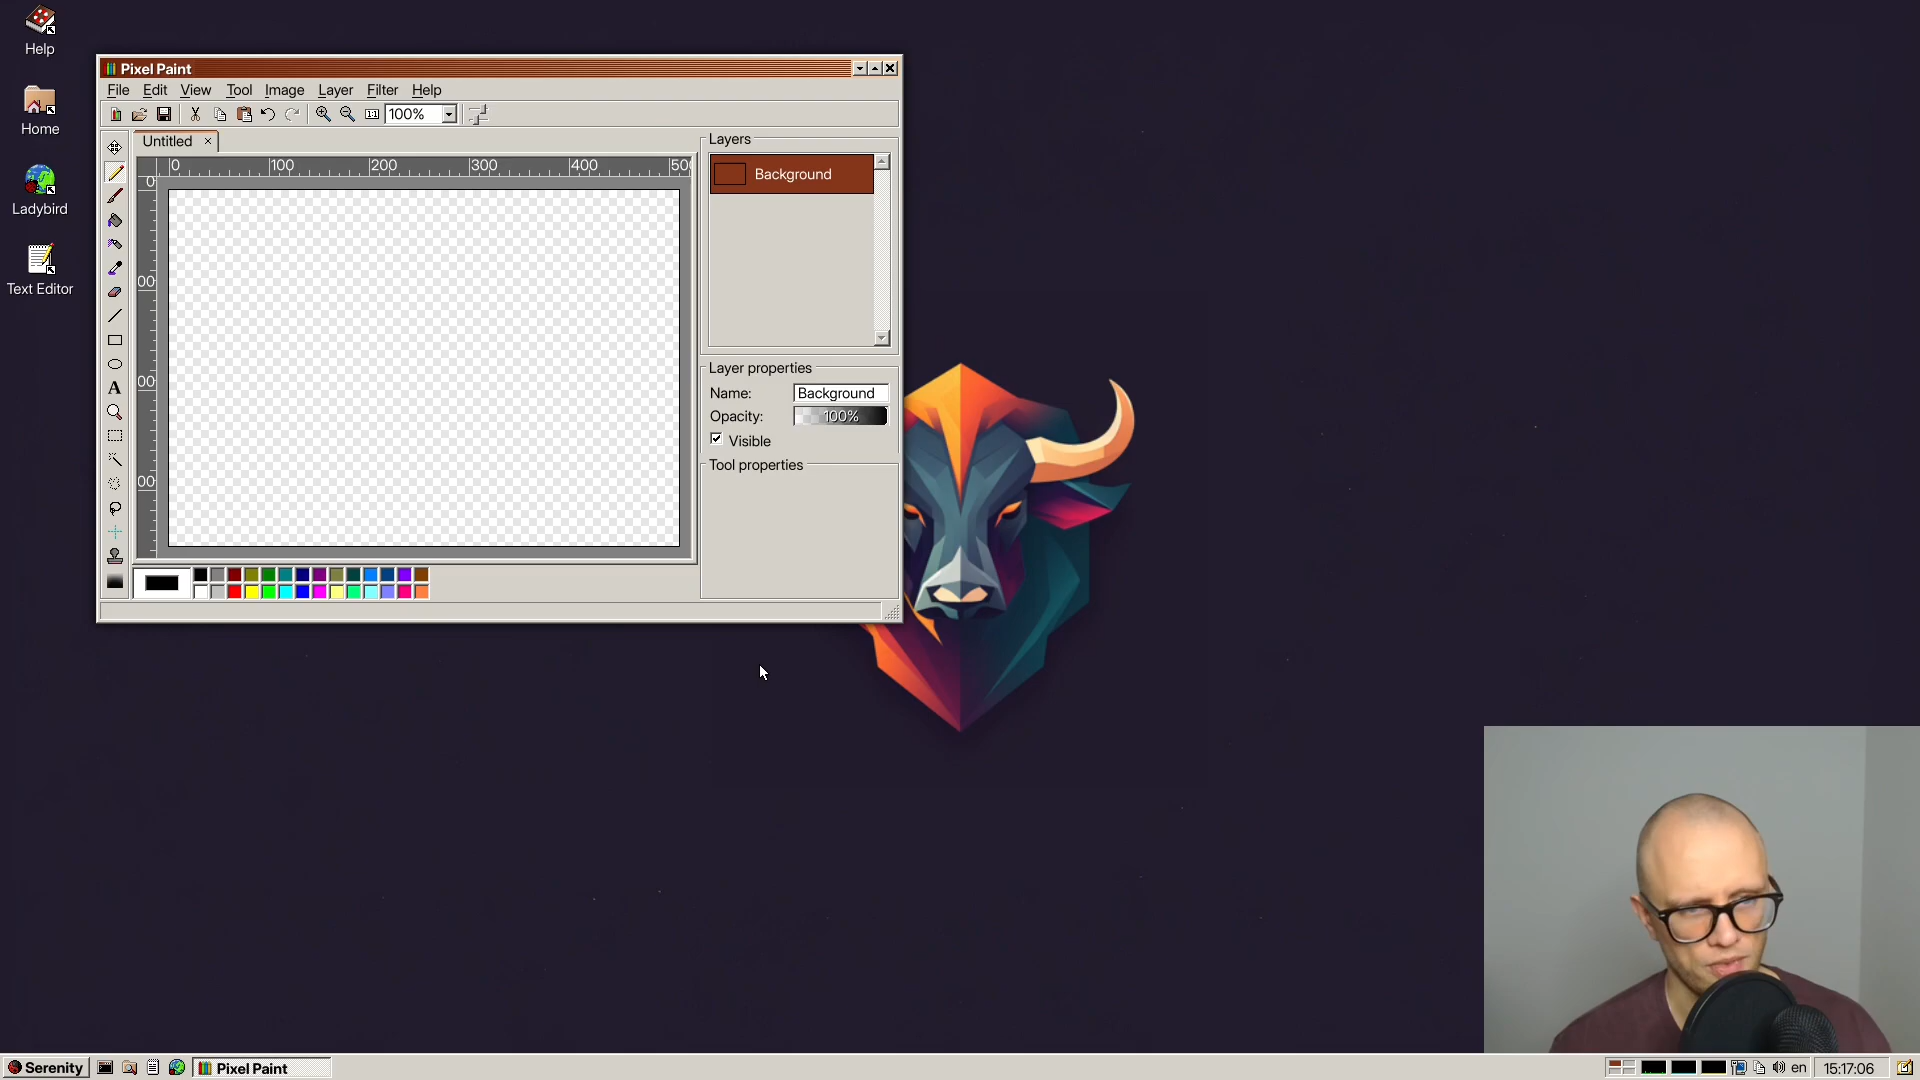 Help
Home
Ladybird
Text Editor
Pixel Paint
File Edit View Tool Image Layer Filter Help
100%
Untitled
0 100 200 300 400 50
0
00
00
00
Layers
Background
Layer properties
Name: Background
Opacity: 100%
Visible
Tool properties
Serenity
Pixel Paint
en
15:17:06